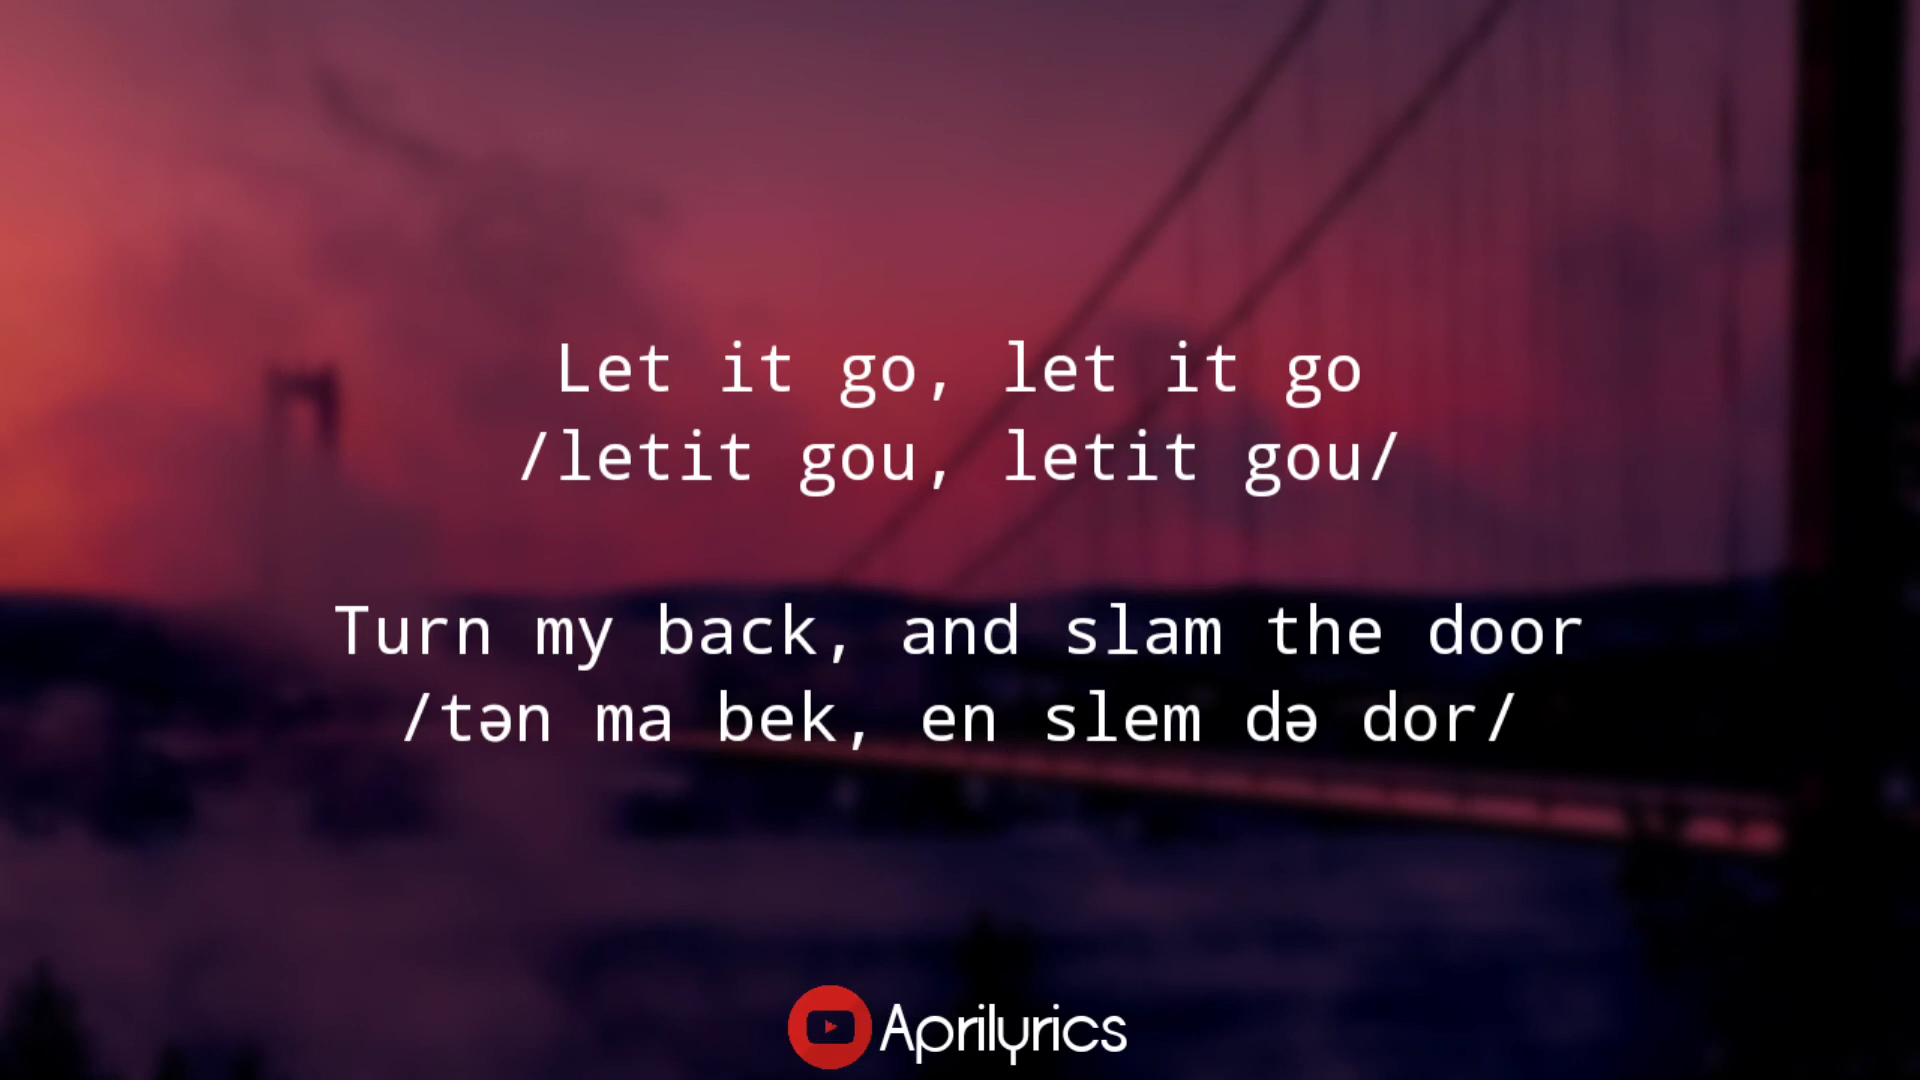 Let it go, let it go
/letit gou, letit gou/
Turn my back, and slam the door
/tən ma bek, en slem də dor/
Aprilyrics